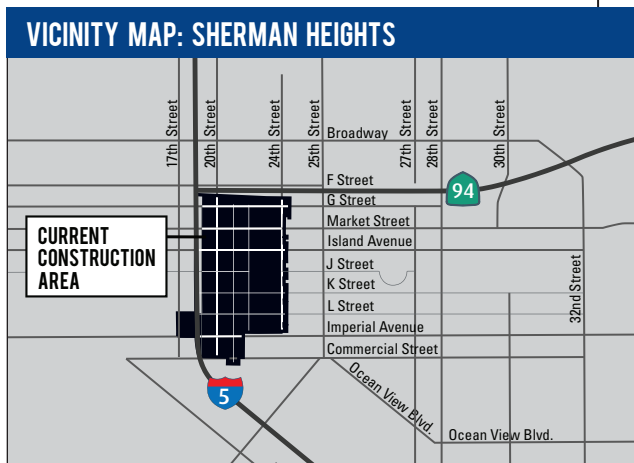 VICINITY MAP: SHERMAN HEIGHTS
17th Street
20th Street
24th Street
25th Street
27th Street
28th Street
30th Street
Broadway
F Street
94
G Street
Market Street
CURRENT
CONSTRUCTION
AREA
Island Avenue
J Street
K Street
L Street
32nd Street
Imperial Avenue
Commercial Street
5
Ocean View Blvd.
Ocean View Blvd.